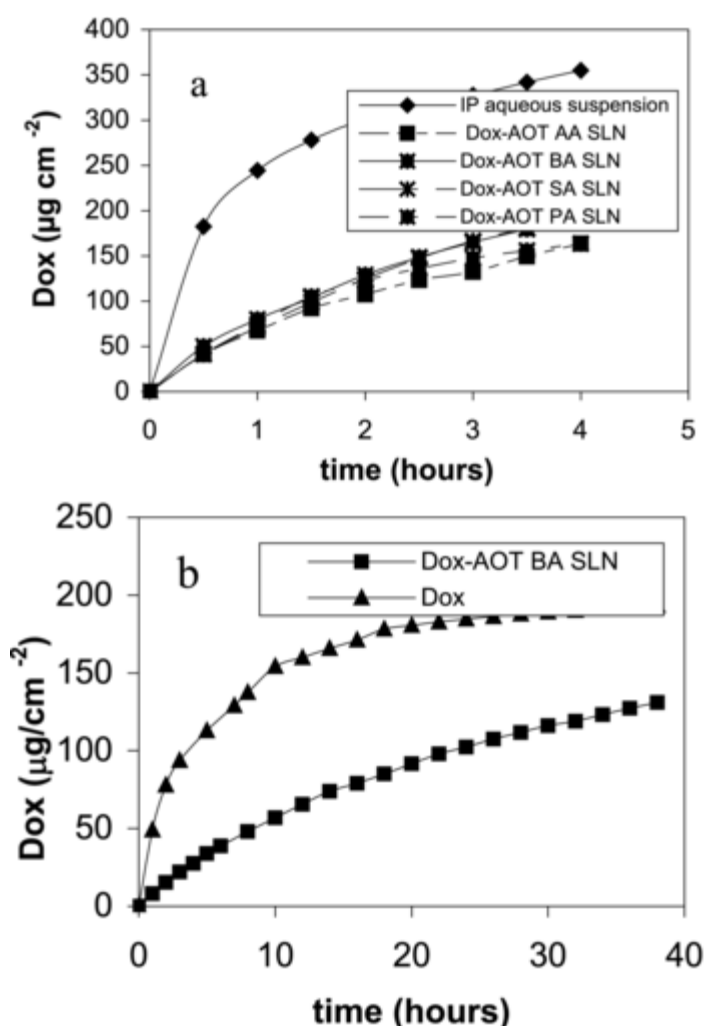 400
350
300
250
200
150
100
50
0
a
IP aqueous suspension
Dox-AOT AA SLN
Dox-AOT BA SLN
Dox-AOT SA SLN
Dox-AOT PA SLN
Dox (µg cm⁻²)
0 1 2 3 4 5
time (hours)
250
200
150
100
50
0
b
Dox-AOT BA SLN
Dox
Dox (µg/cm⁻²)
0 10 20 30 40
time (hours)